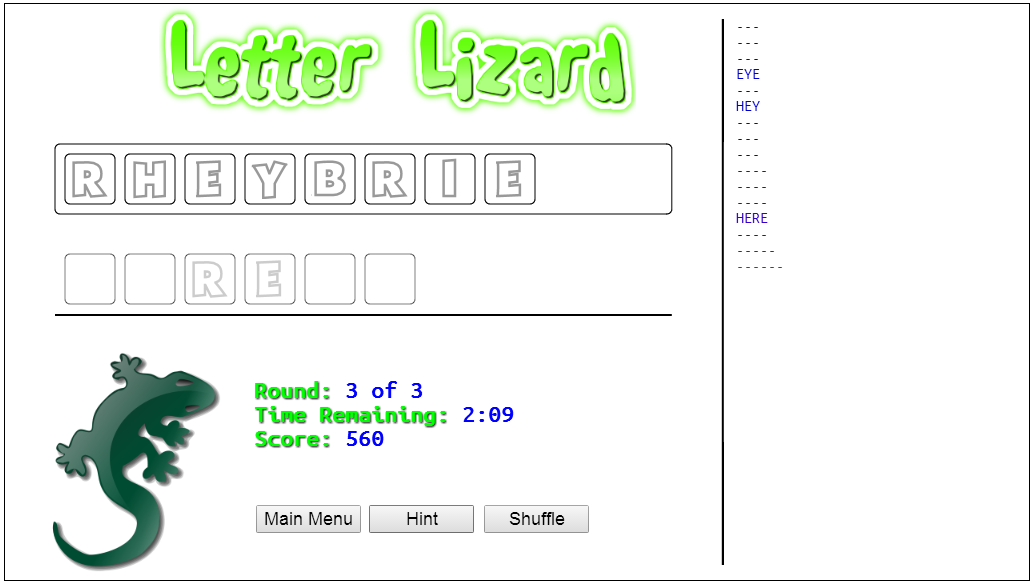 Letter Lizard
R H E Y B R I E
R E
Round: 3 of 3
Time Remaining: 2:09
Score: 560
Main Menu Hint Shuffle
---
---
---
EYE
---
HEY
---
---
---
----
----
----
HERE
----
-----
------